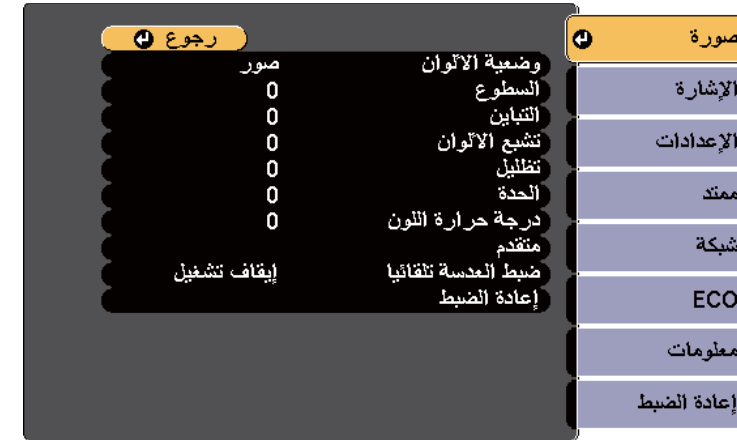 صورة
الإشارة
الإعدادات
ممتد
شبكة
ECO
معلومات
إعادة الضبط
رجوع
وضعية الألوان صور
السطوع 0
التباين 0
تشبع الألوان 0
تظليل 0
الحدة 0
درجة حرارة اللون 0
متقدم
ضبط العدسة تلقائيا إيقاف تشغيل
إعادة الضبط